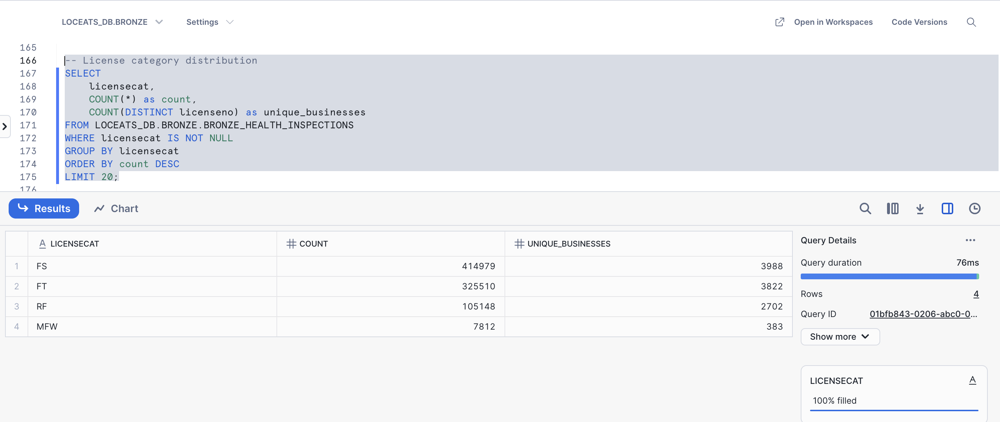 LOCEATS_DB.BRONZE Settings Open in Workspaces Code Versions
165
166 -- License category distribution
167 SELECT
168 licensecat,
169 COUNT(*) as count,
170 COUNT(DISTINCT licenseno) as unique_businesses
171 FROM LOCEATS_DB.BRONZE.BRONZE_HEALTH_INSPECTIONS
172 WHERE licensecat IS NOT NULL
173 GROUP BY licensecat
174 ORDER BY count DESC
175 LIMIT 20;
176
Results Chart
LICENSECAT COUNT UNIQUE_BUSINESSES
1 FS 414979 3988
2 FT 325510 3822
3 RF 105148 2702
4 MFW 7812 383
Query Details
Query duration 76ms
Rows 4
Query ID 01bfb843-0206-abc0-0...
Show more
LICENSECAT
100% filled